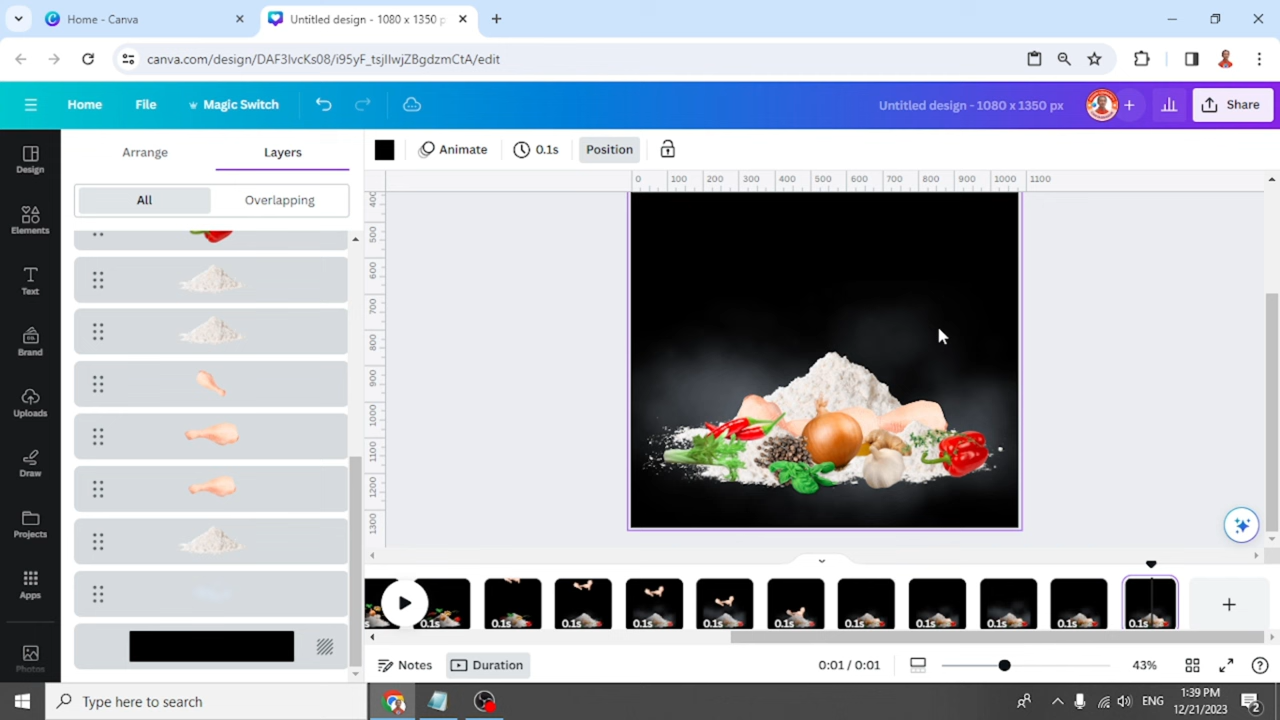 Home - Canva
Untitled design - 1080 x 1350 p
canva.com/design/DAF3IvcKs08/i95yF_tsjIIwjZBgdzmCtA/edit
Home
File
Magic Switch
Untitled design - 1080 x 1350 px
Share
Design
Elements
Text
Brand
Uploads
Draw
Projects
Apps
Photos
Arrange
Layers
All
Overlapping
Animate
0.1s
Position
0 100 200 300 400 500 600 700 800 900 1000 1100
400
500
600
700
800
900
1000
1100
1200
1300
0.1s 0.1s 0.1s 0.1s 0.1s 0.1s 0.1s 0.1s 0.1s 0.1s 0.1s
Notes
Duration
0:01 / 0:01
43%
Type here to search
ENG
1:39 PM
12/21/2023
2